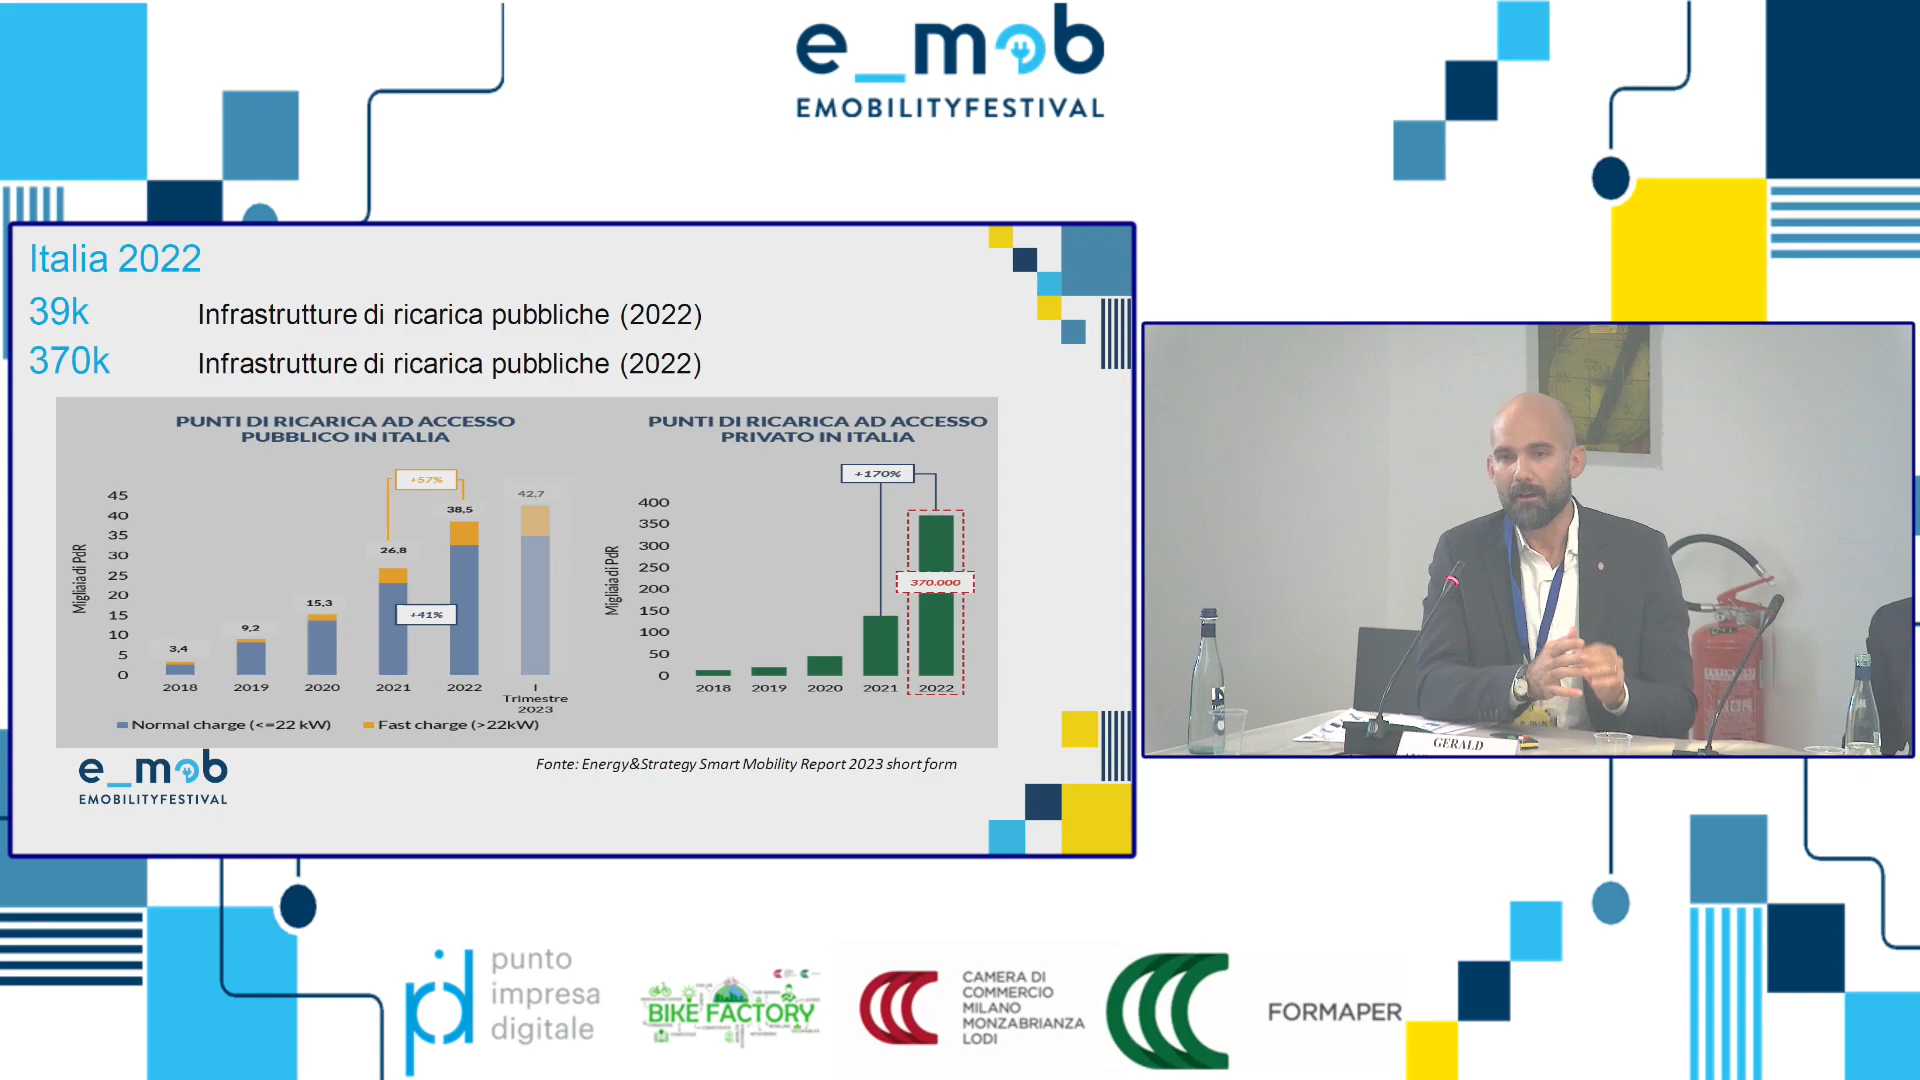 e_mob
EMOBILITYFESTIVAL
Italia 2022
39k Infrastrutture di ricarica pubbliche (2022)
370k Infrastrutture di ricarica pubbliche (2022)
PUNTI DI RICARICA AD ACCESSO
PUBBLICO IN ITALIA
Migliaia di PdR
45
40
35
30
25
20
15
10
5
0
3,4
9,2
15,3
26,8
38,5
42,7
+57%
+41%
2018
2019
2020
2021
2022
I
Trimestre
2023
Normal charge (<=22 kW)
Fast charge (>22kW)
PUNTI DI RICARICA AD ACCESSO
PRIVATO IN ITALIA
Migliaia di PdR
400
350
300
250
200
150
100
50
0
+170%
370.000
2018
2019
2020
2021
2022
e_mob
EMOBILITYFESTIVAL
Fonte: Energy&Strategy Smart Mobility Report 2023 short form
GERALD
punto
impresa
digitale
BIKE FACTORY
CAMERA DI
COMMERCIO
MILANO
MONZABRIANZA
LODI
FORMAPER